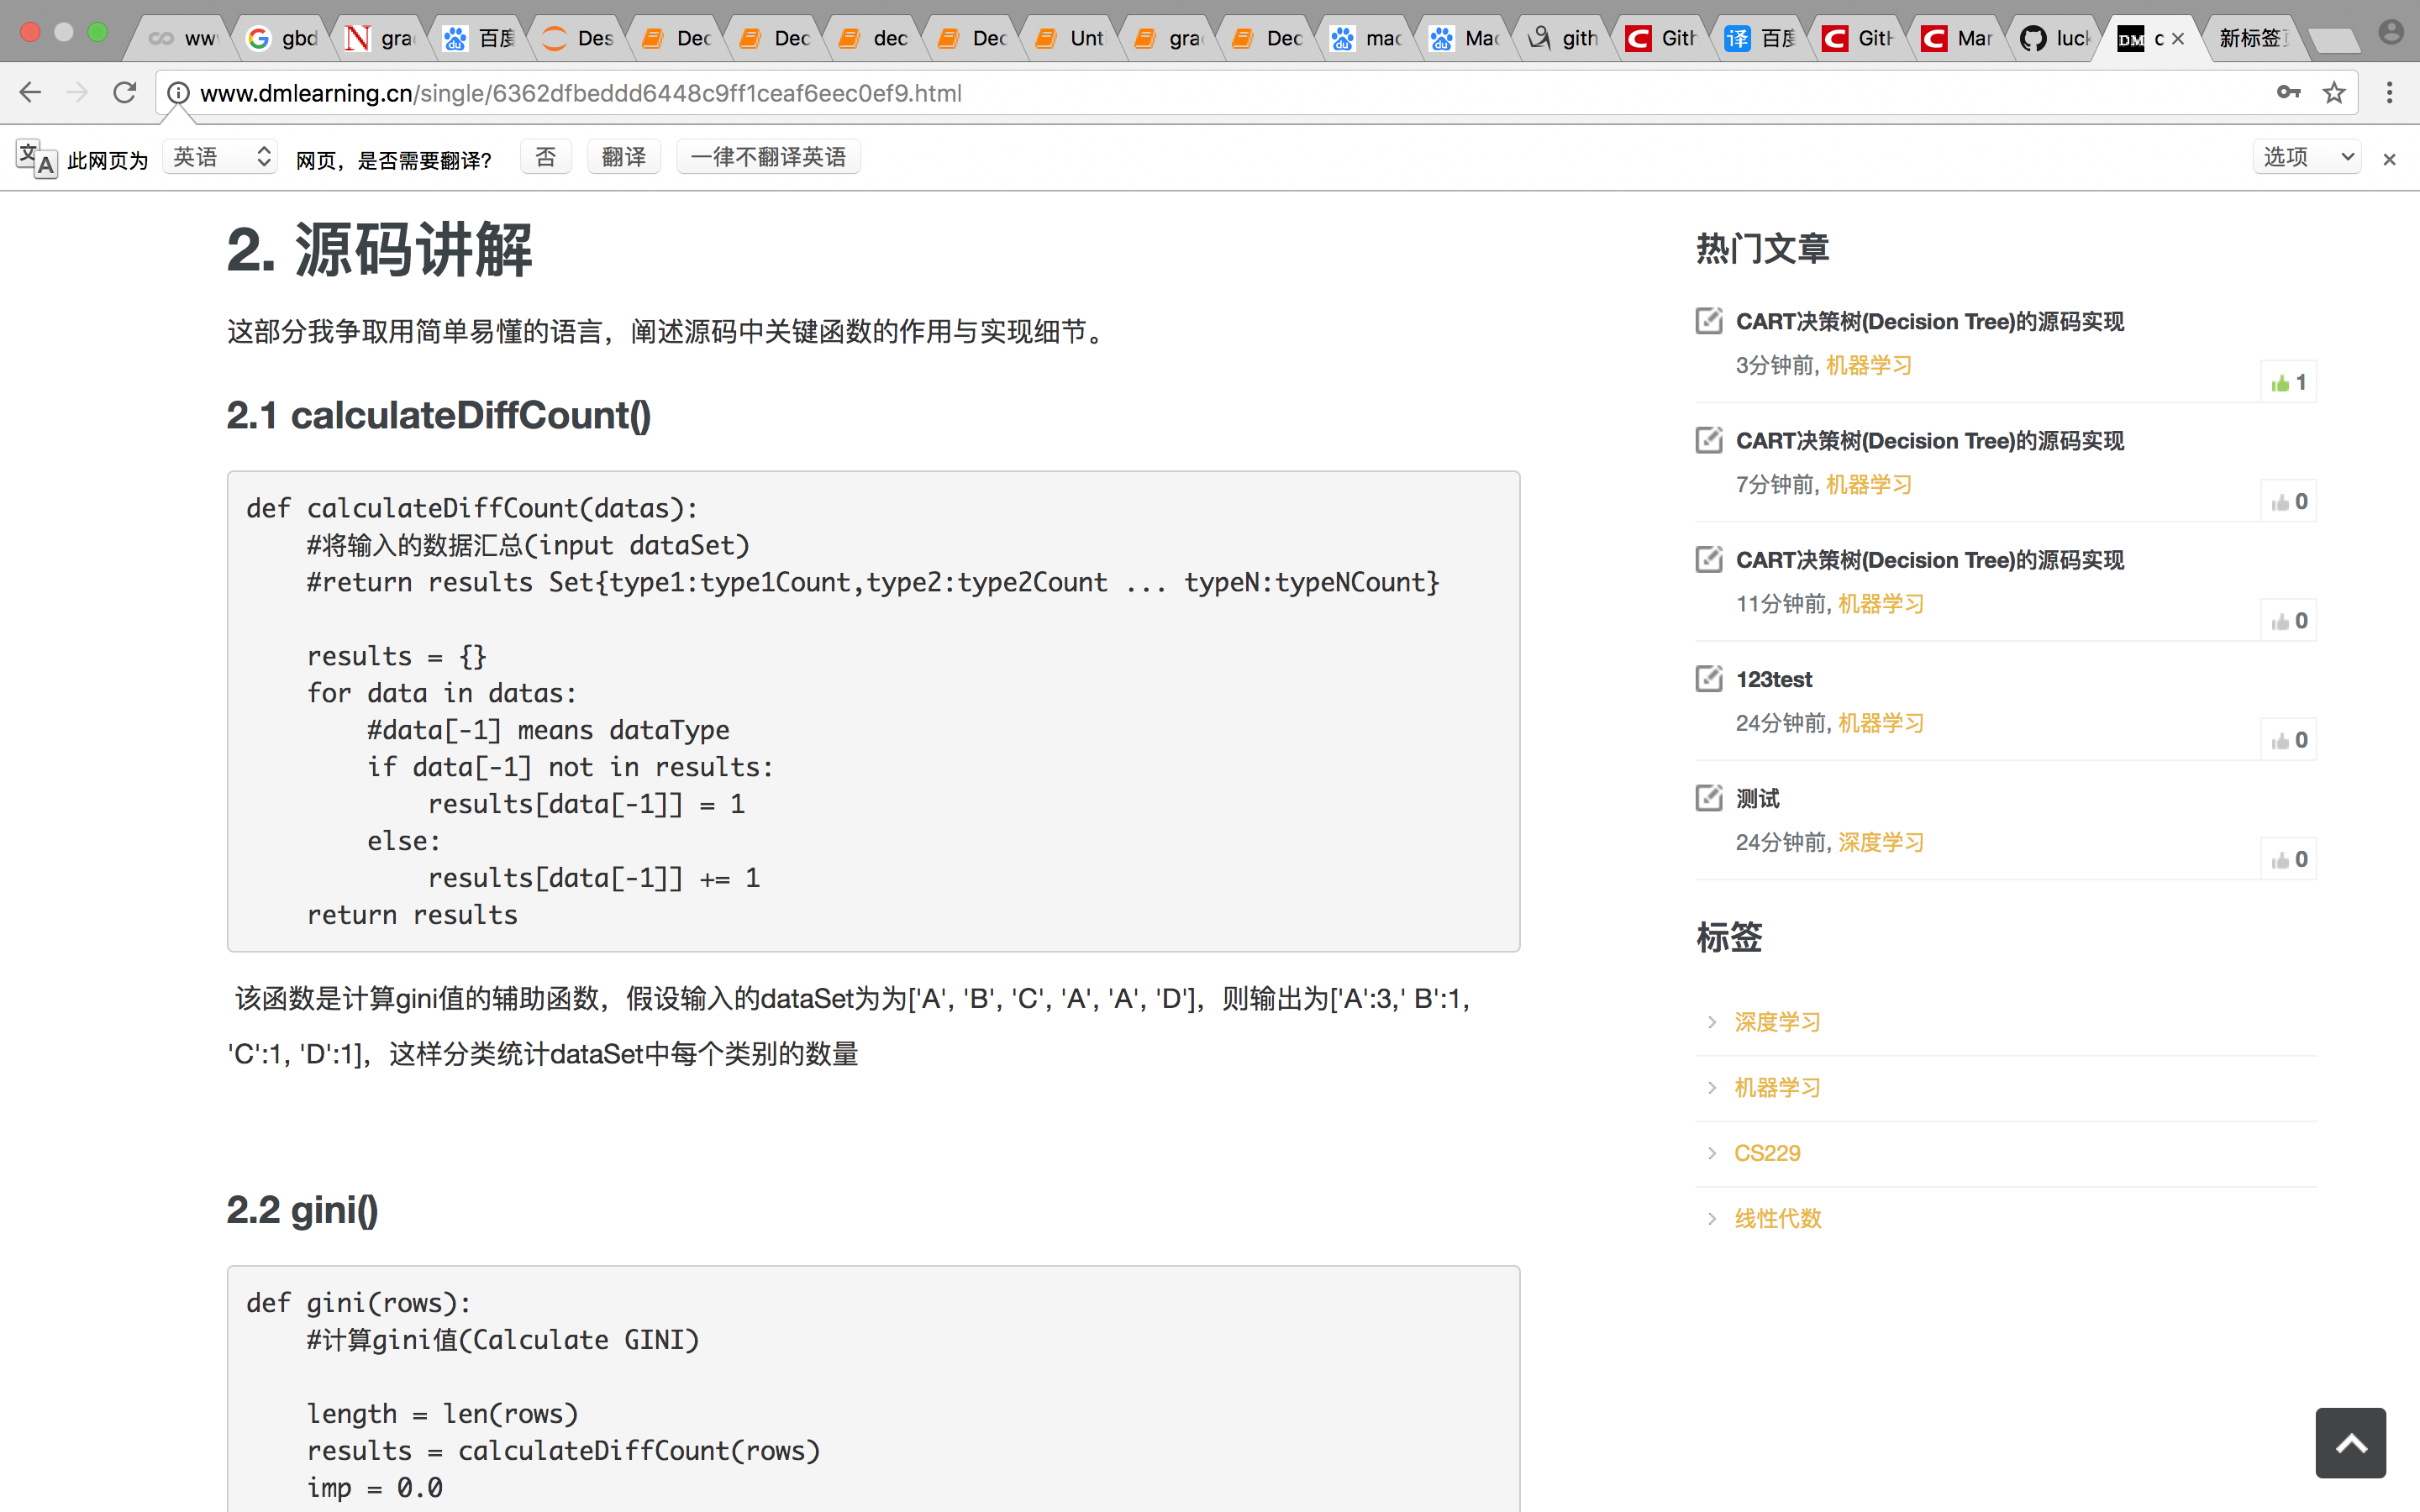 www
gbd
gra
百度
Des
Dec
Dec
dec
Dec
Unt
gra
Dec
mac
Mac
gith
Gith
译
百度
GitH
Mar
luck
DM
新标签页
www.dmlearning.cn/single/6362dfbeddd6448c9ff1ceaf6eec0ef9.html
此网页为 英语 网页，是否需要翻译? 否 翻译 一律不翻译英语 选项
2. 源码讲解
这部分我争取用简单易懂的语言，阐述源码中关键函数的作用与实现细节。
2.1 calculateDiffCount()
def calculateDiffCount(datas):
#将输入的数据汇总(input dataSet)
#return results Set{type1:type1Count,type2:type2Count ... typeN:typeNCount}
results = {}
for data in datas:
#data[-1] means dataType
if data[-1] not in results:
results[data[-1]] = 1
else:
results[data[-1]] += 1
return results
该函数是计算gini值的辅助函数，假设输入的dataSet为为['A', 'B', 'C', 'A', 'A', 'D']，则输出为['A':3,' B':1,
'C':1, 'D':1]，这样分类统计dataSet中每个类别的数量
2.2 gini()
def gini(rows):
#计算gini值(Calculate GINI)
length = len(rows)
results = calculateDiffCount(rows)
imp = 0.0
热门文章
CART决策树(Decision Tree)的源码实现
3分钟前, 机器学习
1
CART决策树(Decision Tree)的源码实现
7分钟前, 机器学习
0
CART决策树(Decision Tree)的源码实现
11分钟前, 机器学习
0
123test
24分钟前, 机器学习
0
测试
24分钟前, 深度学习
0
标签
深度学习
机器学习
CS229
线性代数